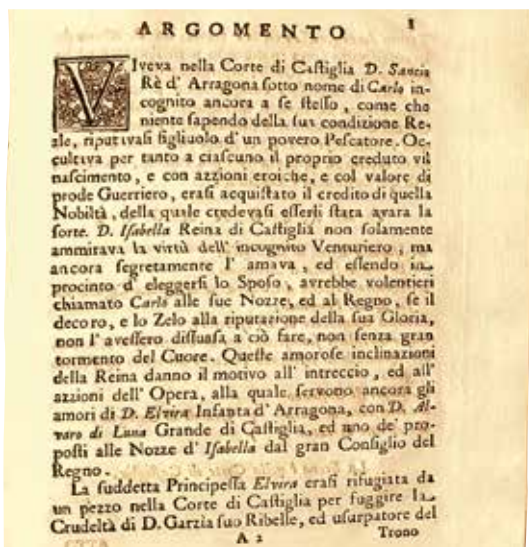 ARGOMENTO
Viveva nella Corte di Castiglia D. Sancio
Rè d' Arragona sotto nome di Carlo in-
cognito ancora a se stesso, come che
niente sapendo della sua condizione Re-
ale, riputavasi figliuolo d' un povero Pescatore. Oc-
cultava per tanto a ciascuno il proprio creduto vil
nascimento, e con azzioni eroiche, e col valore di
prode Guerriero, erasi acquistato il credito di quella
Nobiltà, della quale credevasi esserli stata avara la
sorte. D. Isabella Reina di Castiglia non solamente
ammirava la virtù dell' incognito Venturiero, ma
ancora segretamente l' amava, ed essendo in
procinto d' eleggersi lo Sposo, avrebbe volentieri
chiamato Carlo alle sue Nozze, ed al Regno, se il
decoro, e lo Zelo alla riputazione della sua Gloria,
non l' avessero dissuasa a ciò fare, non senza gran
tormento del Cuore. Queste amorose inclinazioni
della Reina danno il motivo all' intreccio, ed all'
azzioni dell' Opera, alla quale servono ancora gli
amori di D. Elvira Infanta d' Arragona, con D. Al-
varo di Luna Grande di Castiglia, ed uno de' pro-
posti alle Nozze d' Isabella dal gran Consiglio del
Regno.
La suddetta Principessa Elvira erasi rifugiata da
un pezzo nella Corte di Castiglia per fuggire la
Crudeltà di D. Garzia suo Ribelle, ed usurpatore del
A 2 Trono